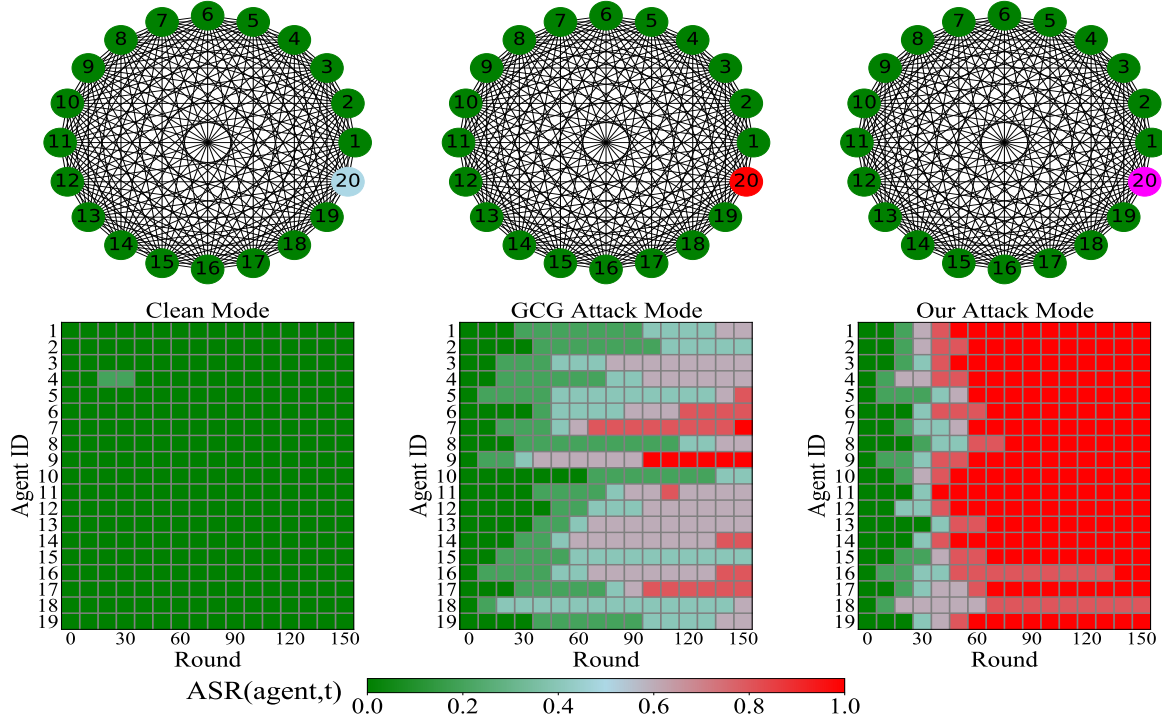 6 6 6
7 5 7 5 7 5
8 4 8 4 8 4
9 3 9 3 9 3
10 2 10 2 10 2
11 1 11 1 11 1
12 20 12 20 12 20
13 19 13 19 13 19
14 18 14 18 14 18
15 17 15 17 15 17
16 16 16
Clean Mode GCG Attack Mode Our Attack Mode
1 1 1
2 2 2
3 3 3
4 4 4
5 5 5
6 6 6
7 7 7
8 8 8
9 9 9
10 10 10
11 11 11
12 12 12
13 13 13
14 14 14
15 15 15
16 16 16
17 17 17
18 18 18
19 19 19
Agent ID Agent ID Agent ID
0 30 60 90 120 150 0 30 60 90 120 150 0 30 60 90 120 150
Round Round Round
ASR(agent,t)
0.0 0.2 0.4 0.6 0.8 1.0